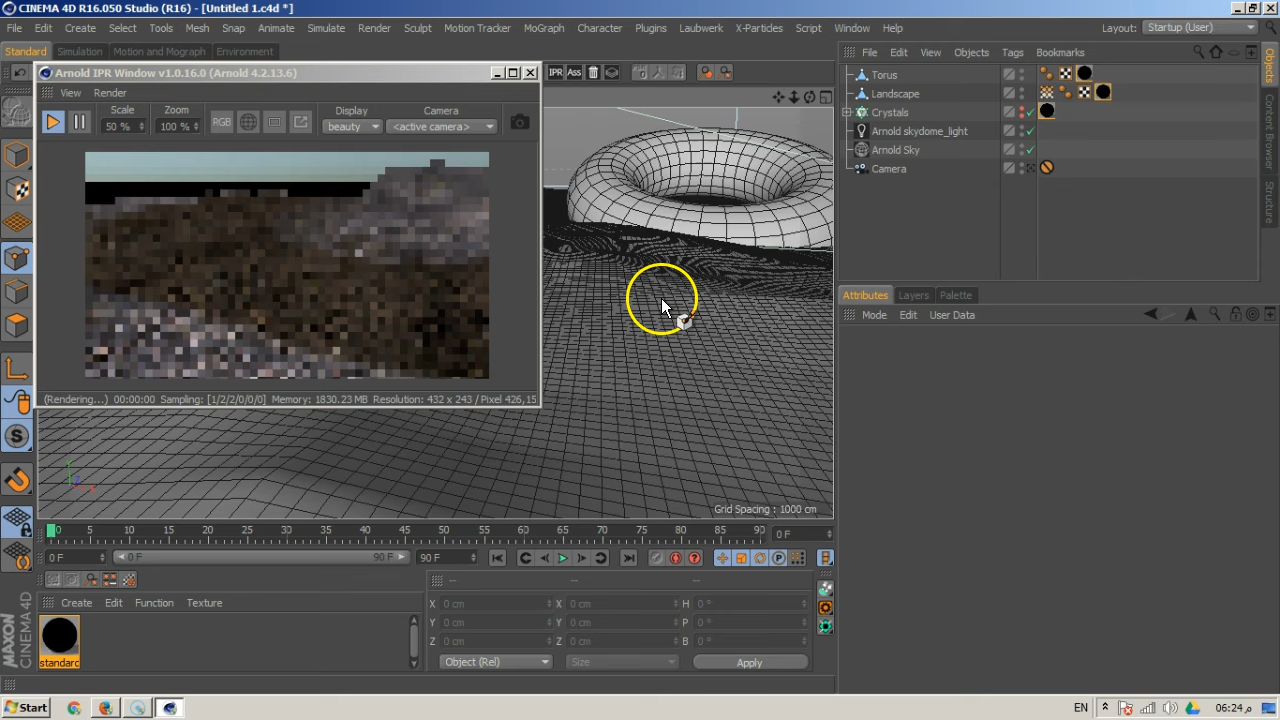 CINEMA 4D R16.050 Studio (R16) - [Untitled 1.c4d *]
File Edit Create Select Tools Mesh Snap Animate Simulate Render Sculpt Motion Tracker MoGraph Character Plugins Laubwerk X-Particles Script Window Help Layout: Startup (User)
Standard Simulation Motion and Mograph Environment
File Edit View Objects Tags Bookmarks
Arnold IPR Window v1.0.16.0 (Arnold 4.2.13.6)
IPR Ass
View Render
Scale Zoom Display Camera
50 % 100 % RGB beauty <active camera>
Torus
Landscape
Crystals
Arnold skydome_light
Arnold Sky
Camera
Objects
Content Browser
Structure
Attributes Layers Palette
Mode Edit User Data
(Rendering...) 00:00:00 Sampling: [1/2/2/0/0/0] Memory: 1830.23 MB Resolution: 432 x 243 / Pixel 426,15
Grid Spacing : 1000 cm
0 5 10 15 20 25 30 35 40 45 50 55 60 65 70 75 80 85 90 0 F
0 F 0 F 90 F 90 F
Create Edit Function Texture
-- -- --
X 0 cm X 0 cm H 0 °
Y 0 cm Y 0 cm P 0 °
Z 0 cm Z 0 cm B 0 °
Object (Rel) Size Apply
standarc
MAXON
CINEMA 4D
Start EN 06:24 م